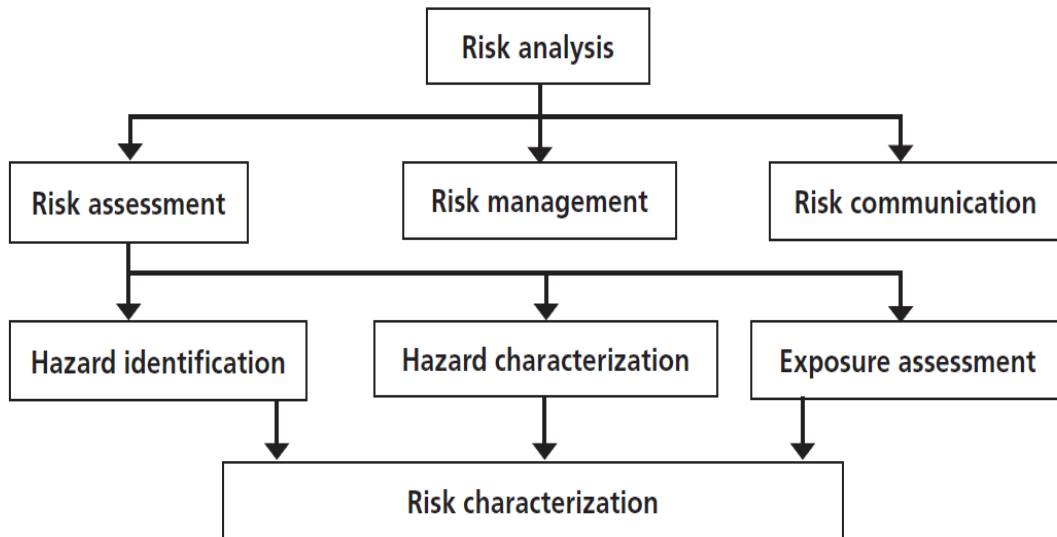 Risk analysis
Risk assessment
Risk management
Risk communication
Hazard identification
Hazard characterization
Exposure assessment
Risk characterization